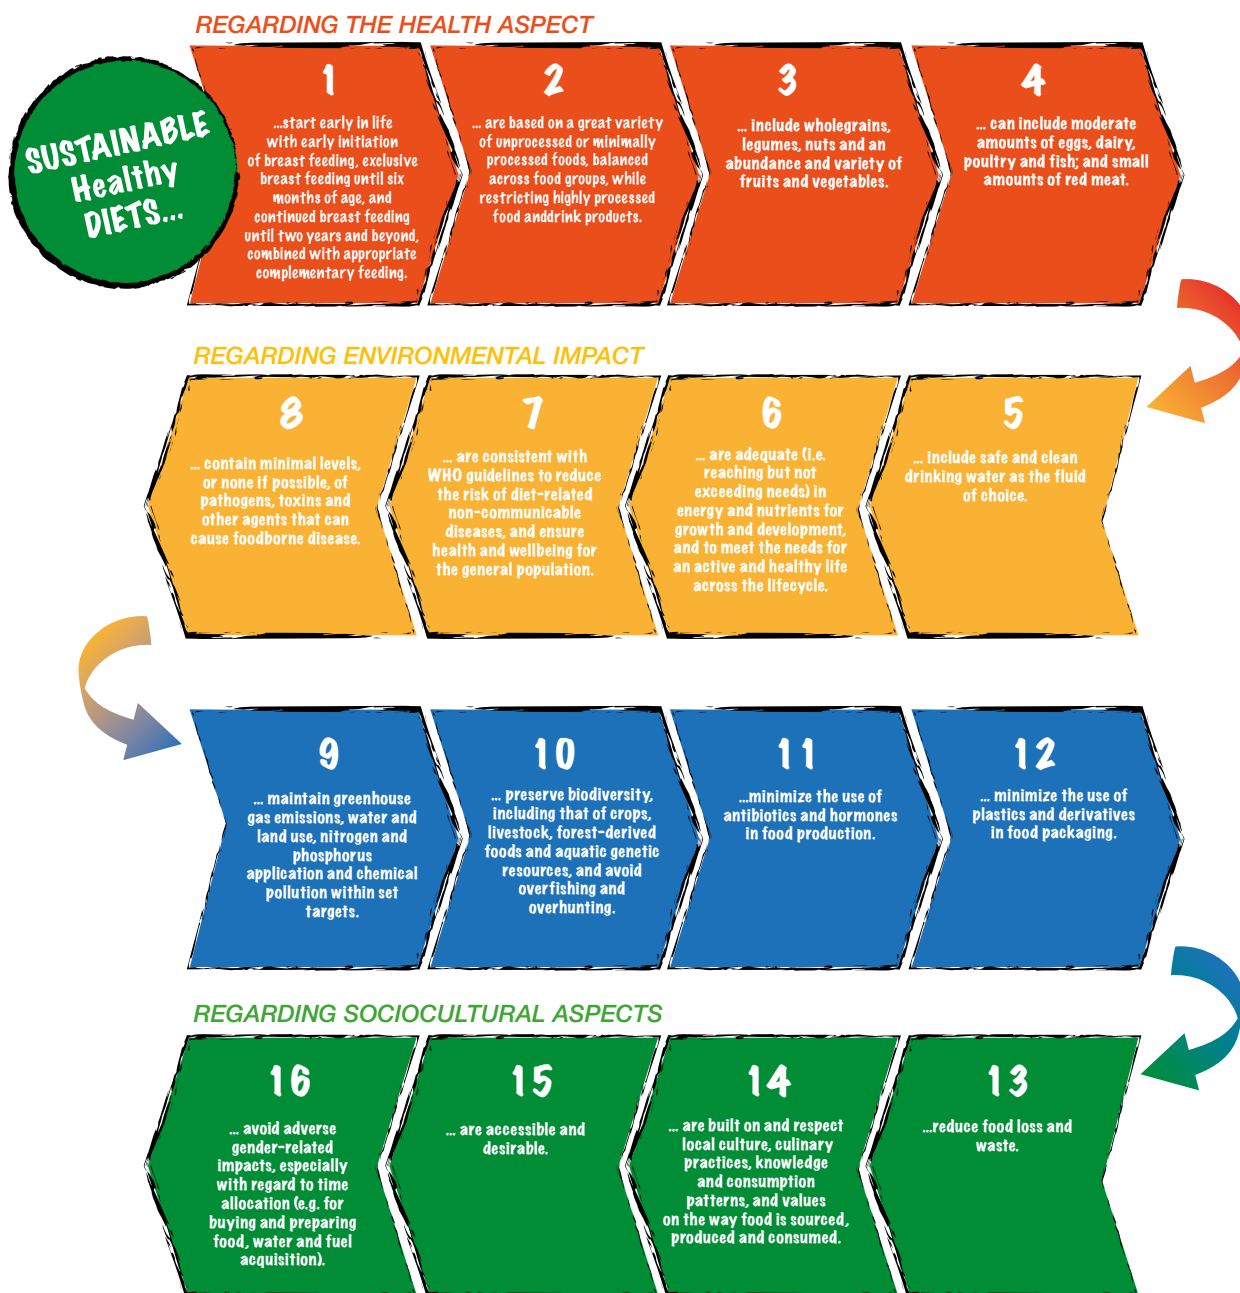 REGARDING THE HEALTH ASPECT
SUSTAINABLE
Healthy
DIETS...
1
...start early in life
with early initiation
of breast feeding, exclusive
breast feeding until six
months of age, and
continued breast feeding
until two years and beyond,
combined with appropriate
complementary feeding.
2
... are based on a great variety
of unprocessed or minimally
processed foods, balanced
across food groups, while
restricting highly processed
food anddrink products.
3
... include wholegrains,
legumes, nuts and an
abundance and variety of
fruits and vegetables.
4
... can include moderate
amounts of eggs, dairy,
poultry and fish; and small
amounts of red meat.
REGARDING ENVIRONMENTAL IMPACT
5
... include safe and clean
drinking water as the fluid
of choice.
6
... are adequate (i.e.
reaching but not
exceeding needs) in
energy and nutrients for
growth and development,
and to meet the needs for
an active and healthy life
across the lifecycle.
7
... are consistent with
WHO guidelines to reduce
the risk of diet-related
non-communicable
diseases, and ensure
health and wellbeing for
the general population.
8
... contain minimal levels,
or none if possible, of
pathogens, toxins and
other agents that can
cause foodborne disease.
9
... maintain greenhouse
gas emissions, water and
land use, nitrogen and
phosphorus
application and chemical
pollution within set
targets.
10
... preserve biodiversity,
including that of crops,
livestock, forest-derived
foods and aquatic genetic
resources, and avoid
overfishing and
overhunting.
11
...minimize the use of
antibiotics and hormones
in food production.
12
... minimize the use of
plastics and derivatives
in food packaging.
REGARDING SOCIOCULTURAL ASPECTS
13
...reduce food loss and
waste.
14
... are built on and respect
local culture, culinary
practices, knowledge
and consumption
patterns, and values
on the way food is sourced,
produced and consumed.
15
... are accessible and
desirable.
16
... avoid adverse
gender-related
impacts, especially
with regard to time
allocation (e.g. for
buying and preparing
food, water and fuel
acquisition).